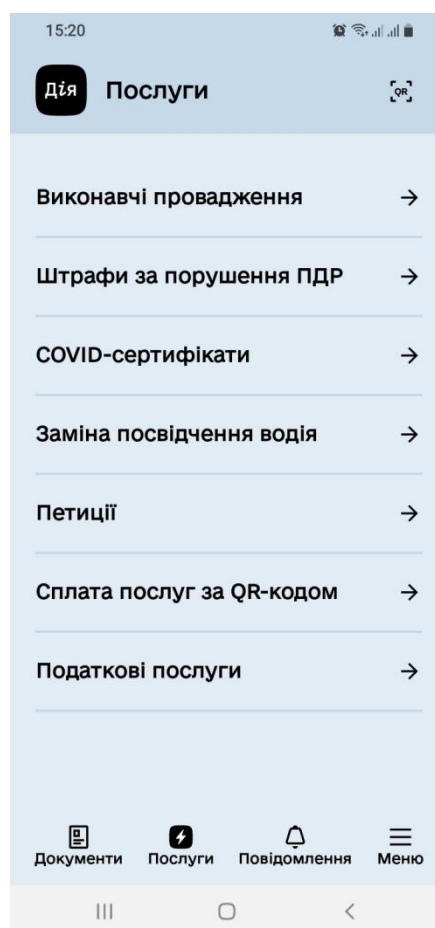 15:20
Дія Послуги
QR
Виконавчі провадження
Штрафи за порушення ПДР
COVID-сертифікати
Заміна посвідчення водія
Петиції
Сплата послуг за QR-кодом
Податкові послуги
Документи Послуги Повідомлення Меню